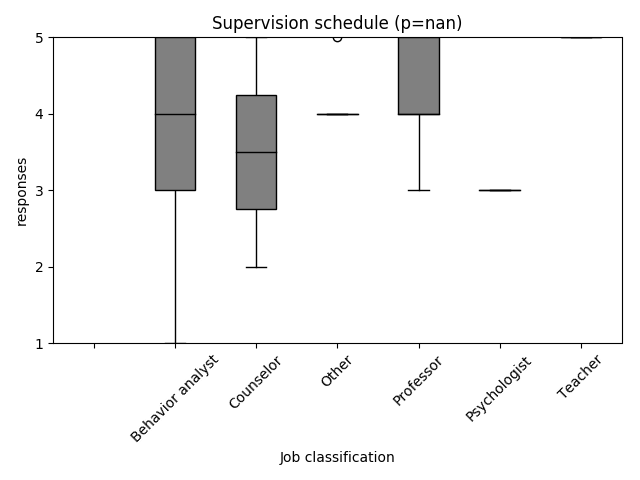 Supervision schedule (p=nan)
responses
5
4
3
2
1
Behavior analyst
Counselor
Other
Professor
Psychologist
Teacher
Job classification